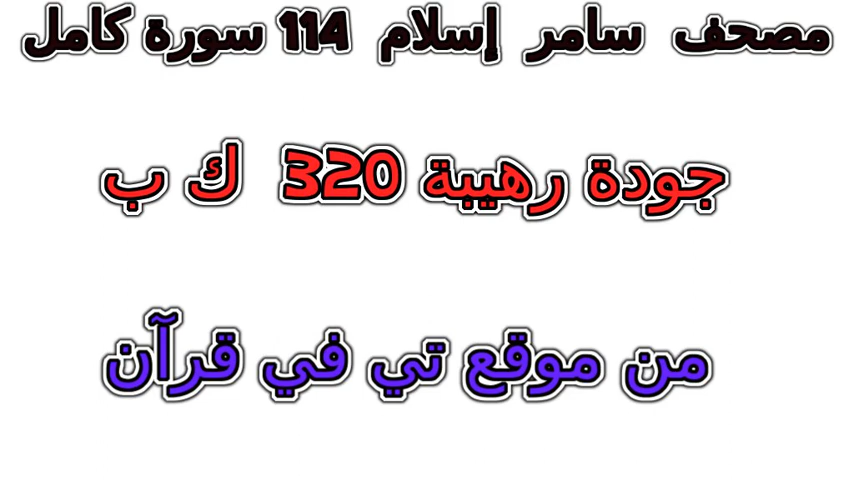 مصحف سامر إسلام 114 سورة كامل
جودة رهيبة 320 ك ب
من موقع تي في قرآن